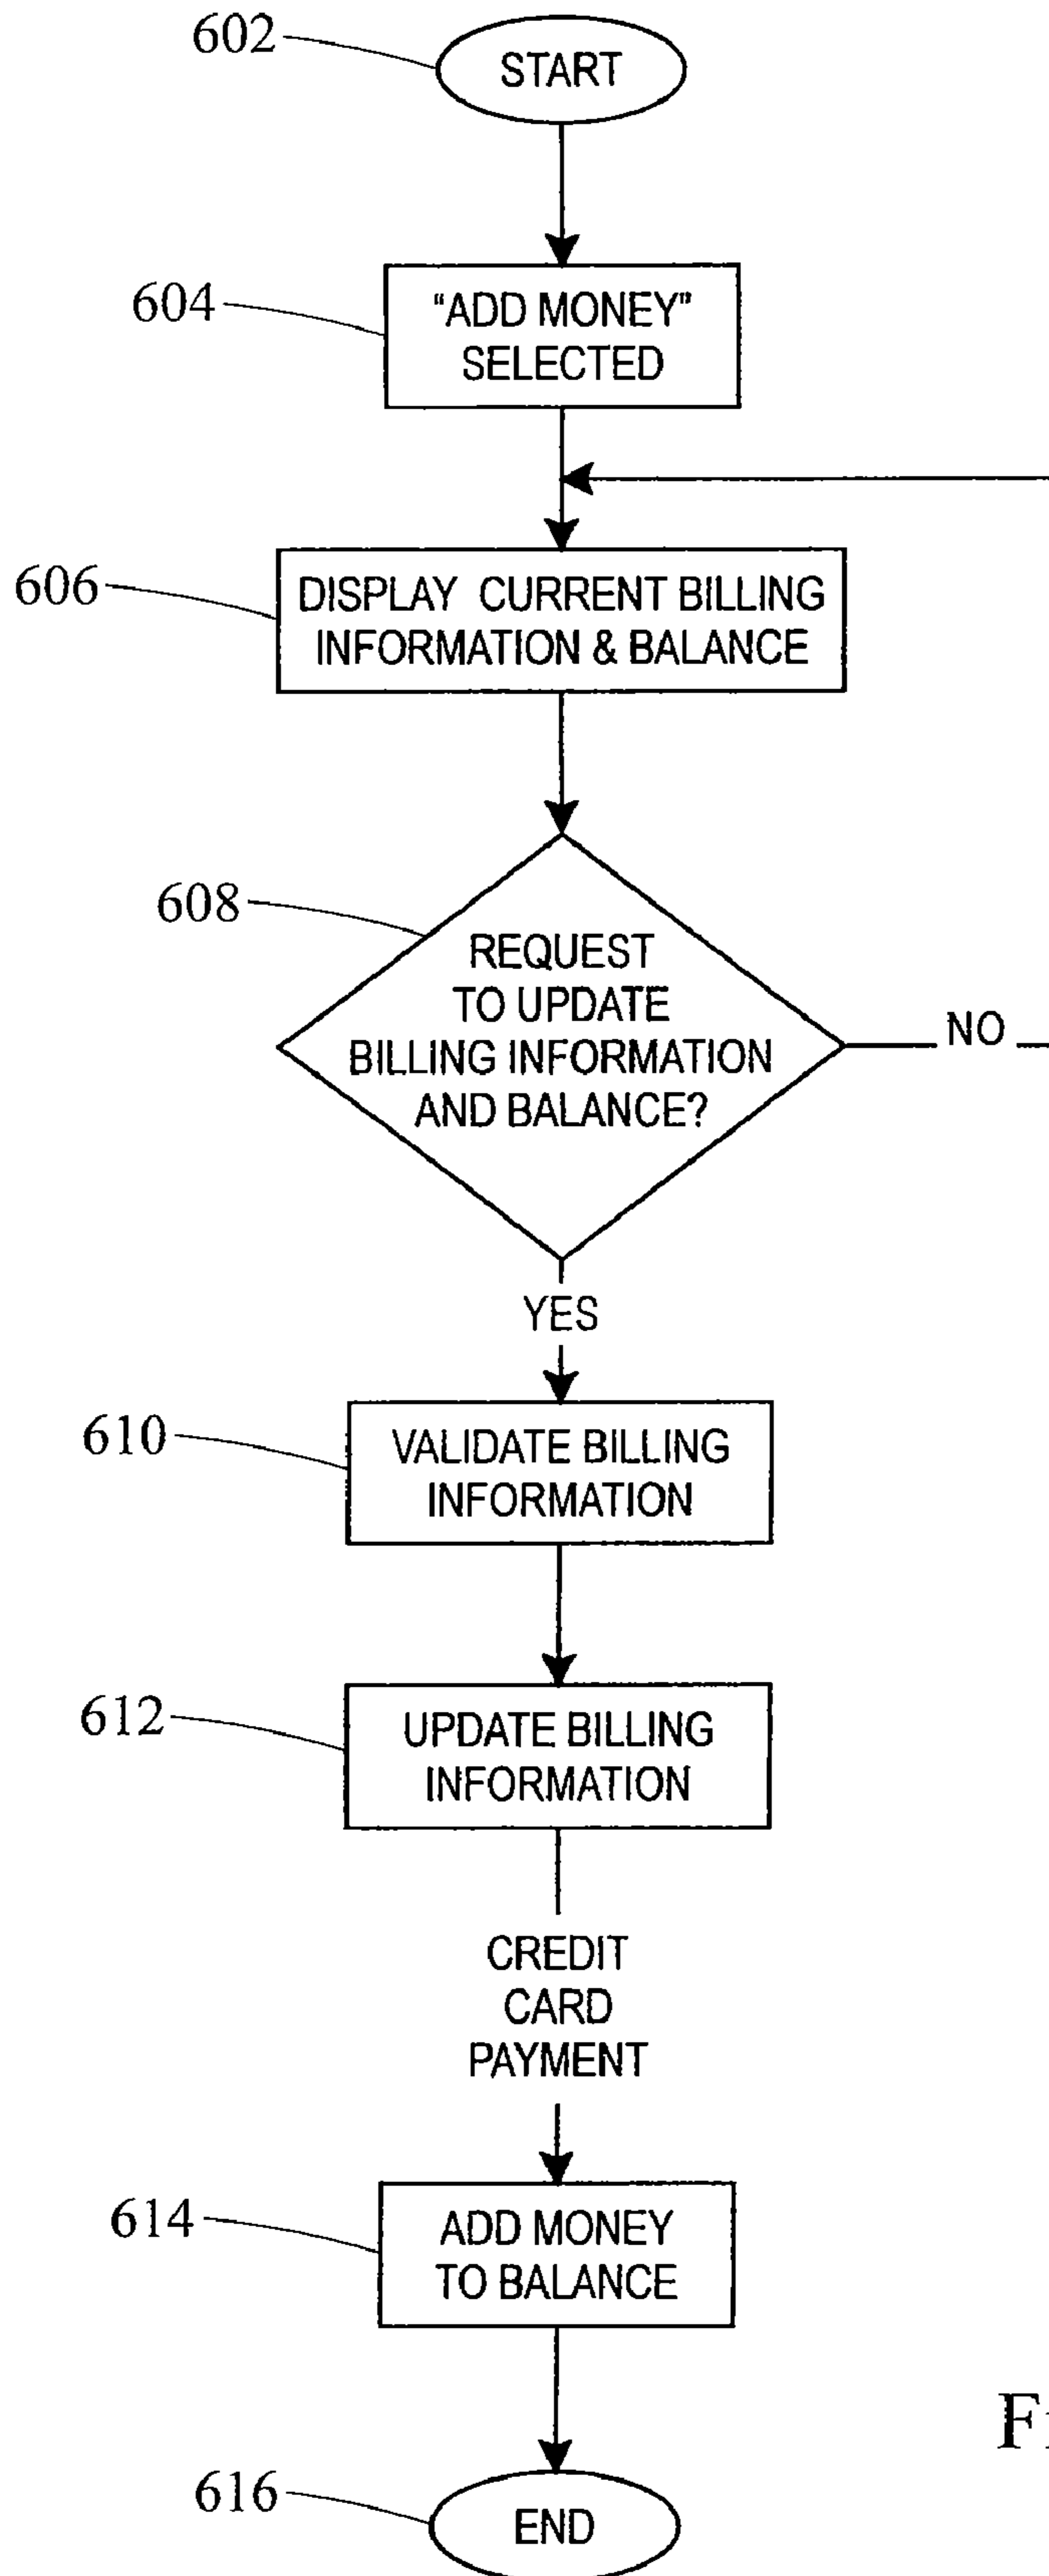 602
START
604
"ADD MONEY"
SELECTED
606
DISPLAY CURRENT BILLING
INFORMATION & BALANCE
608
REQUEST
TO UPDATE
BILLING INFORMATION
AND BALANCE?
NO
YES
610
VALIDATE BILLING
INFORMATION
612
UPDATE BILLING
INFORMATION
CREDIT
CARD
PAYMENT
614
ADD MONEY
TO BALANCE
616
END